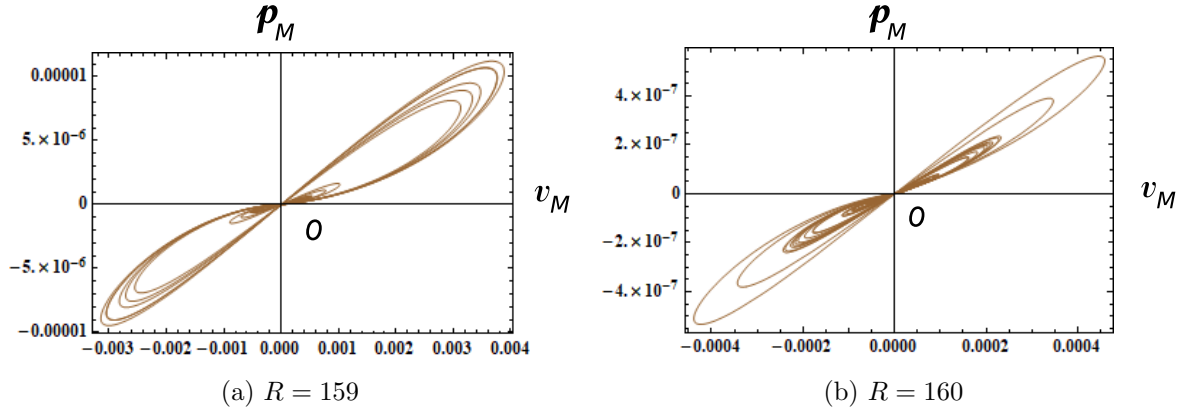 p_M
0.00001
5.×10^-6
0
-5.×10^-6
-0.00001
-0.003 -0.002 -0.001 0.000 0.001 0.002 0.003 0.004
v_M
0
(a) R = 159
p_M
4.×10^-7
2.×10^-7
0
-2.×10^-7
-4.×10^-7
-0.0004 -0.0002 0.0000 0.0002 0.0004
v_M
0
(b) R = 160